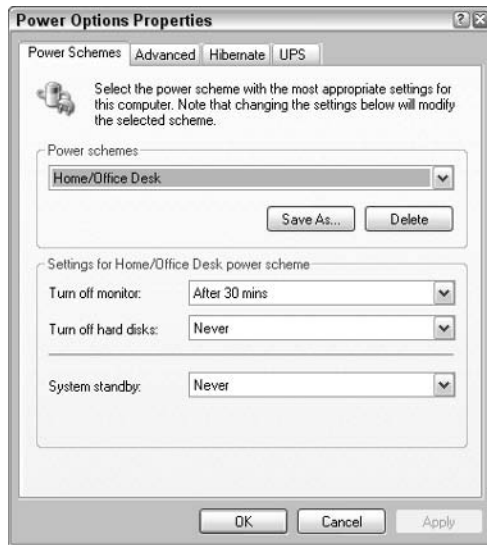 Power Options Properties
Power Schemes Advanced Hibernate UPS
Select the power scheme with the most appropriate settings for
this computer. Note that changing the settings below will modify
the selected scheme.
Power schemes
Home/Office Desk
Save As... Delete
Settings for Home/Office Desk power scheme
Turn off monitor: After 30 mins
Turn off hard disks: Never
System standby: Never
OK Cancel Apply